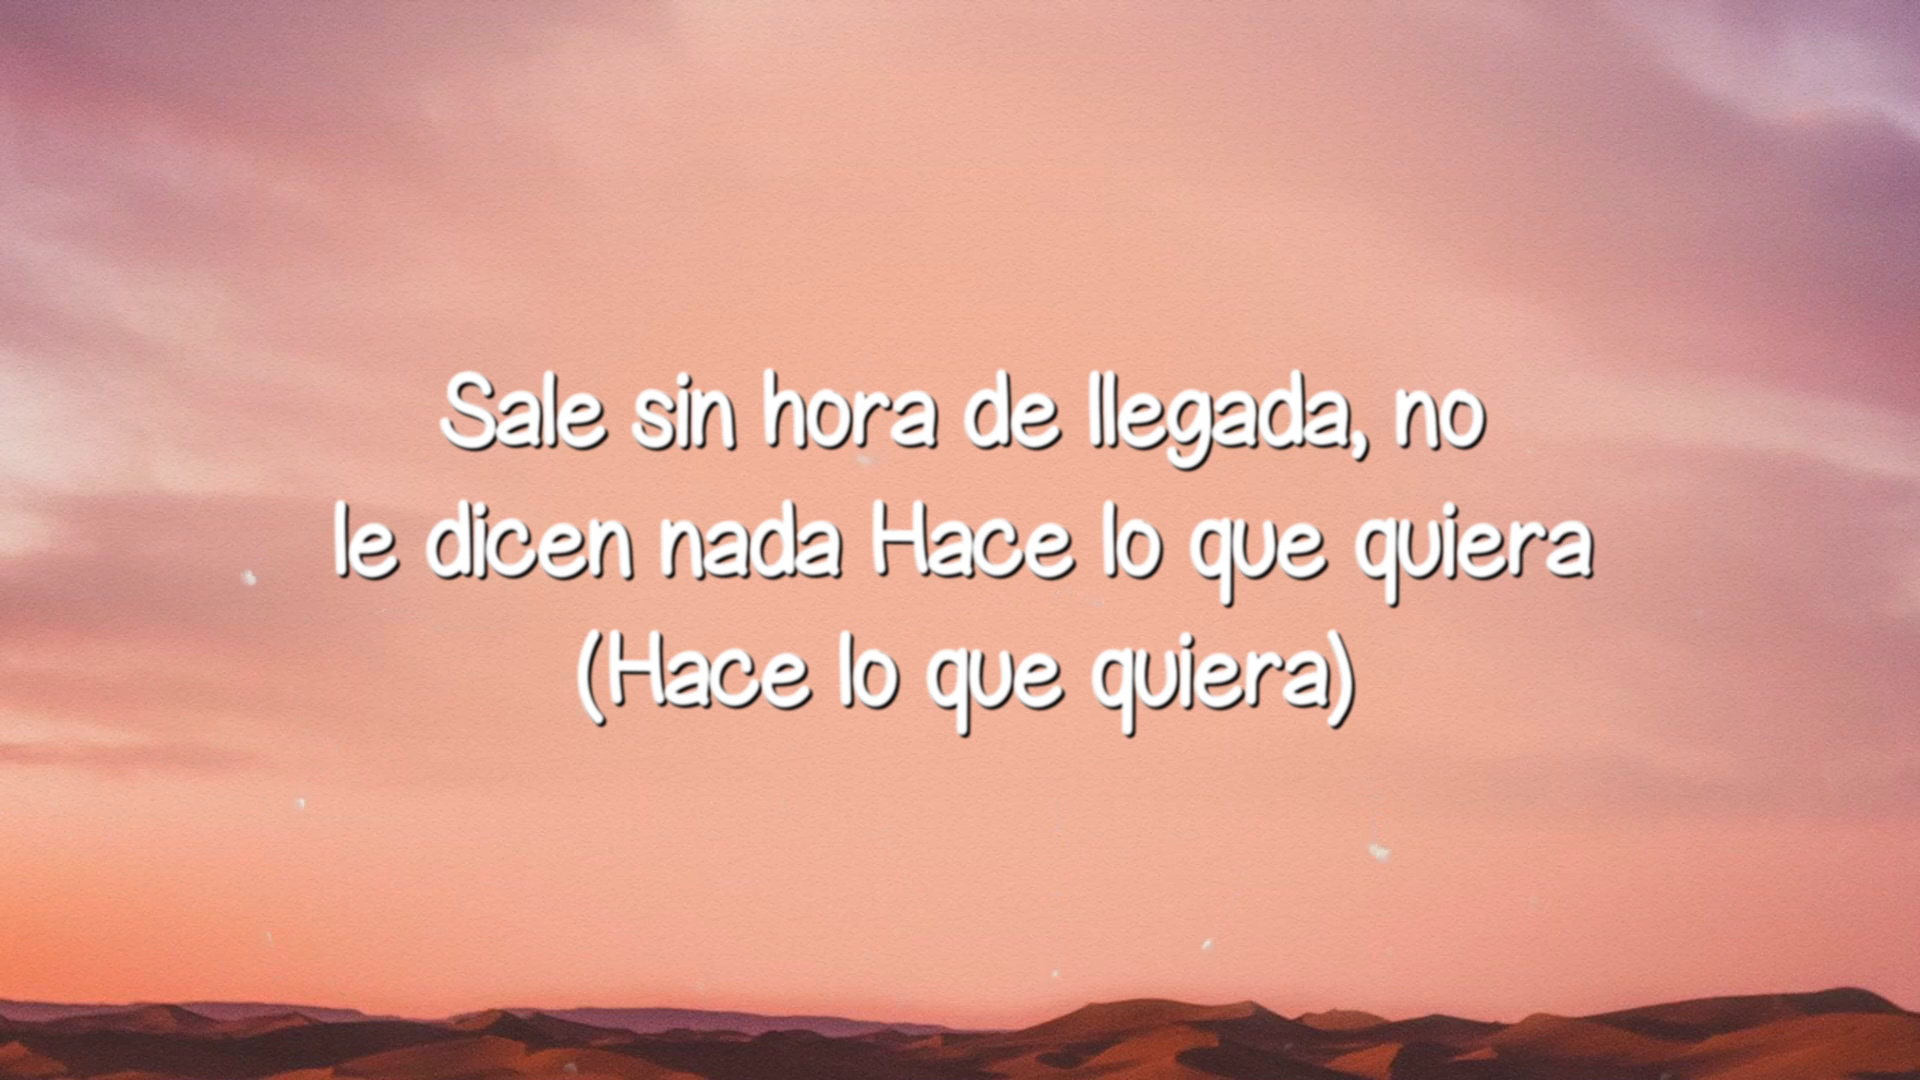 Sale sin hora de llegada, no
le dicen nada Hace lo que quiera
(Hace lo que quiera)